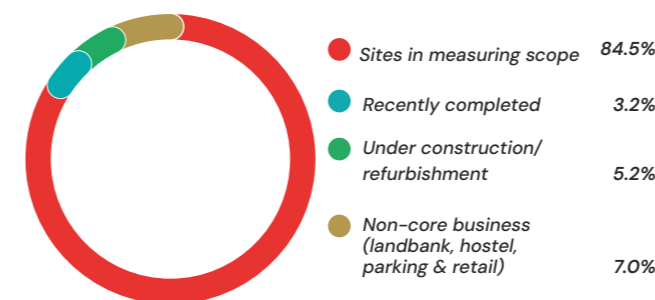 Sites in measuring scope 84.5%
Recently completed 3.2%
Under construction/
refurbishment 5.2%
Non-core business
(landbank, hostel,
parking & retail) 7.0%